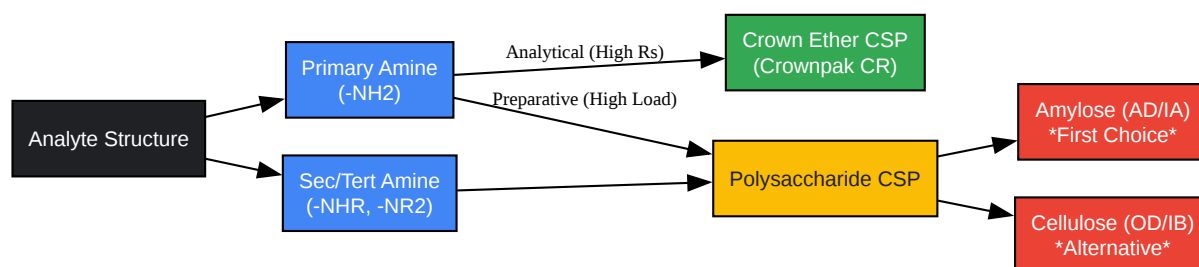 Analyte Structure
Primary Amine
(-NH2)
Sec/Tert Amine
(-NHR, -NR2)
Analytical (High Rs)
Preparative (High Load)
Crown Ether CSP
(Crownpak CR)
Polysaccharide CSP
Amylose (AD/IA)
*First Choice*
Cellulose (OD/IB)
*Alternative*